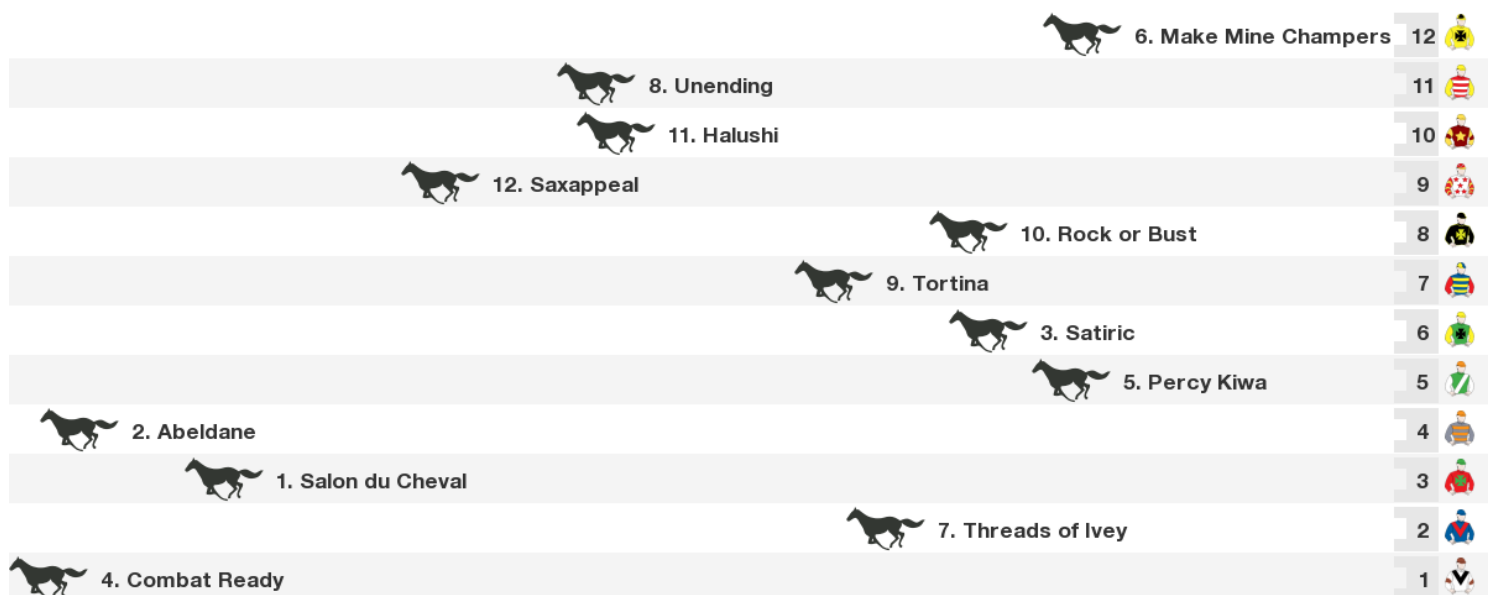 6. Make Mine Champers 12
8. Unending 11
11. Halushi 10
12. Saxappeal 9
10. Rock or Bust 8
9. Tortina 7
3. Satiric 6
5. Percy Kiwa 5
2. Abeldane 4
1. Salon du Cheval 3
7. Threads of Ivey 2
4. Combat Ready 1